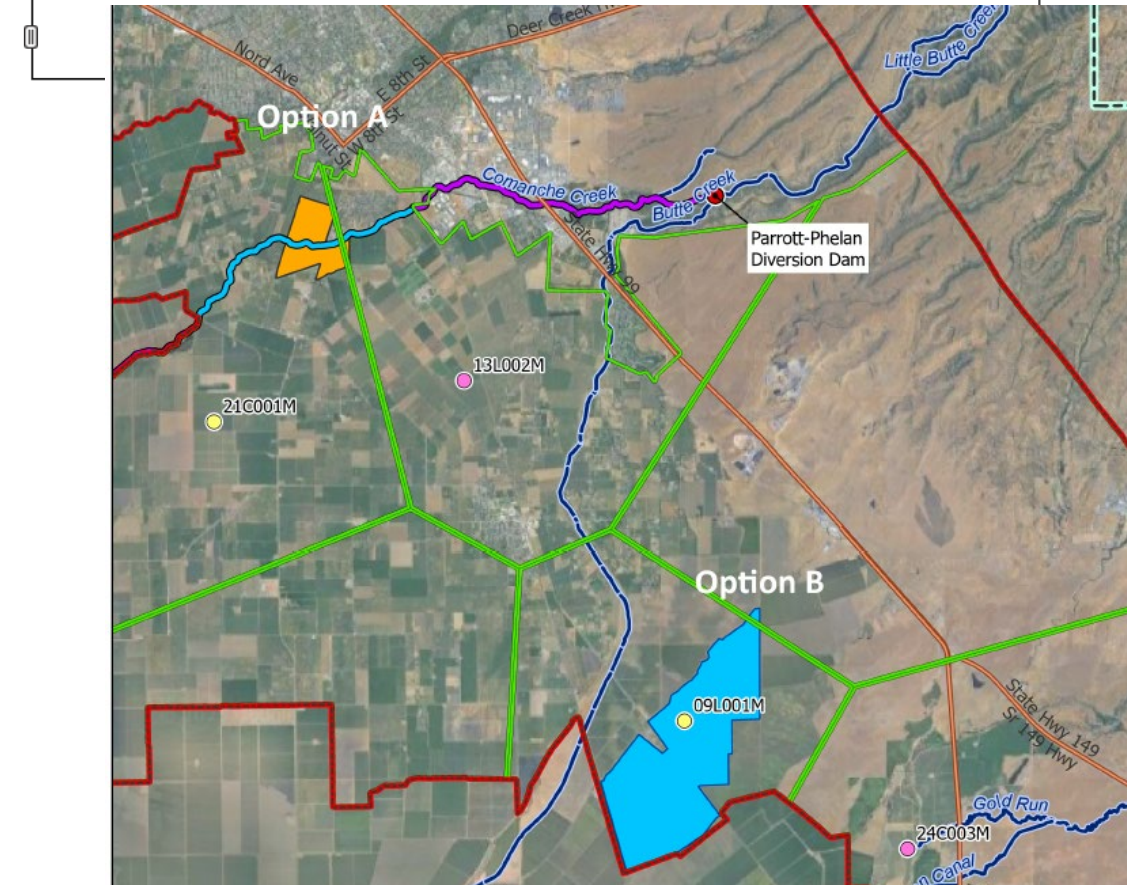 Deer Creek H
Little Butte Creek
Nord Ave
E 8th St
Option A
W 8th St
Comanche Creek
Butte Creek
State Hwy 99
Parrott-Phelan
Diversion Dam
13L002M
21C001M
Option B
09L001M
State Hwy 149
Sr 149 Hwy
Gold Run
24C003M
Canal